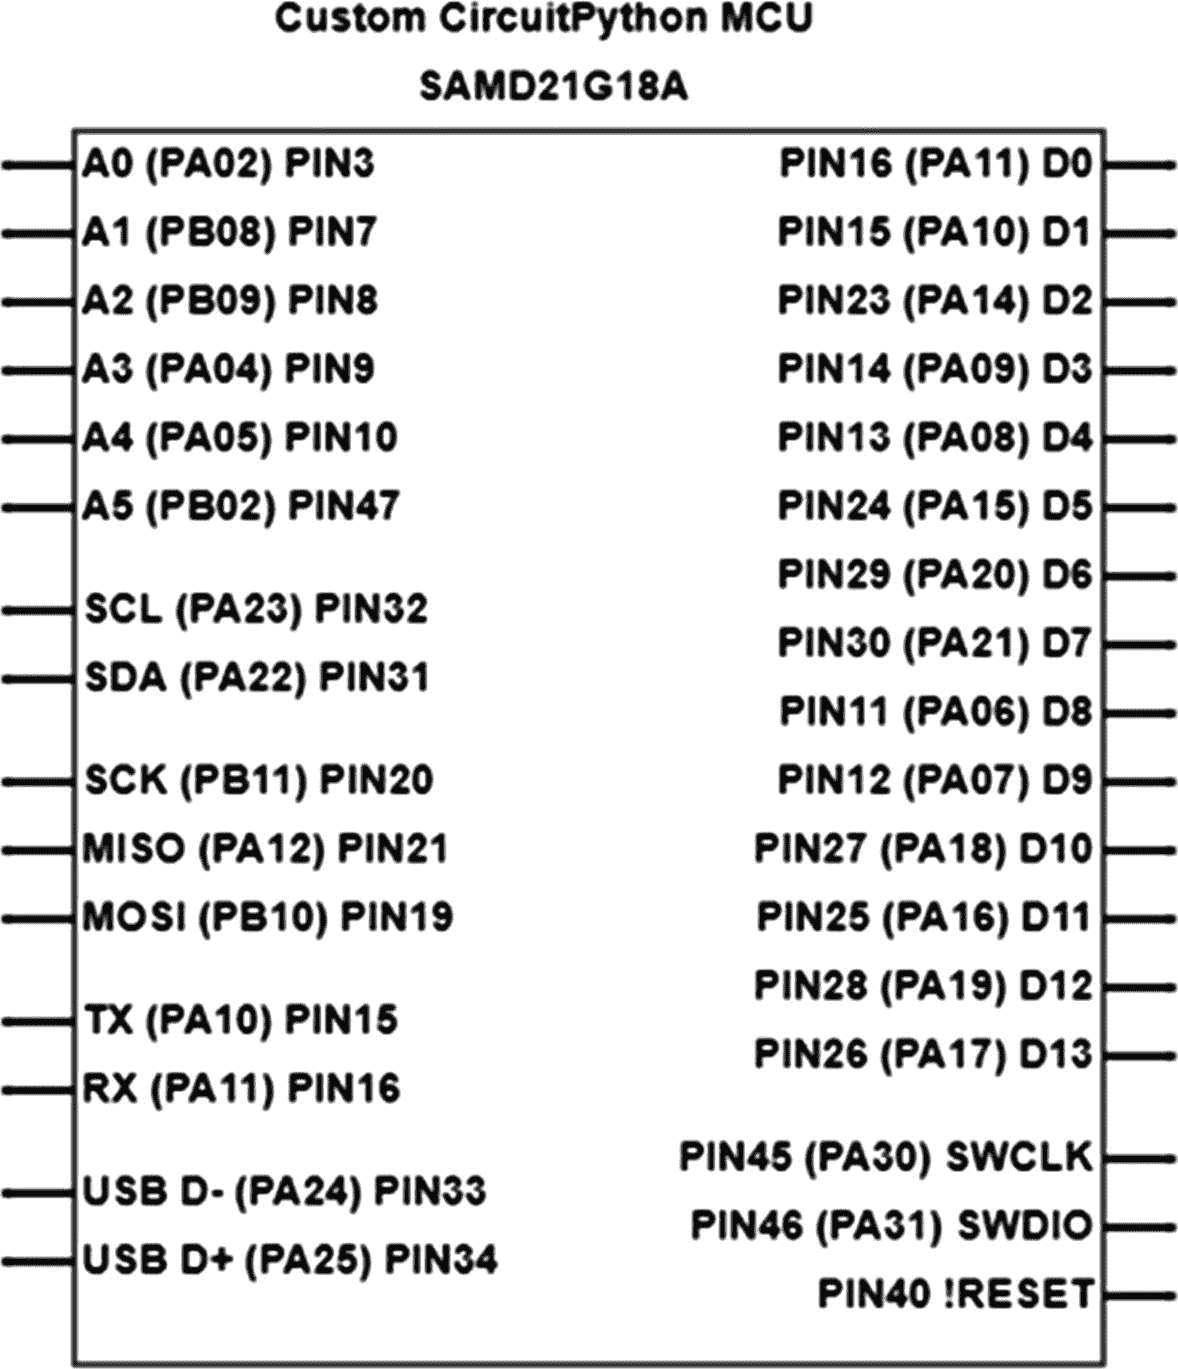 Custom CircuitPython MCU
SAMD21G18A
A0 (PA02) PIN3
A1 (PB08) PIN7
A2 (PB09) PIN8
A3 (PA04) PIN9
A4 (PA05) PIN10
A5 (PB02) PIN47
SCL (PA23) PIN32
SDA (PA22) PIN31
SCK (PB11) PIN20
MISO (PA12) PIN21
MOSI (PB10) PIN19
TX (PA10) PIN15
RX (PA11) PIN16
USB D- (PA24) PIN33
USB D+ (PA25) PIN34
PIN16 (PA11) D0
PIN15 (PA10) D1
PIN23 (PA14) D2
PIN14 (PA09) D3
PIN13 (PA08) D4
PIN24 (PA15) D5
PIN29 (PA20) D6
PIN30 (PA21) D7
PIN11 (PA06) D8
PIN12 (PA07) D9
PIN27 (PA18) D10
PIN25 (PA16) D11
PIN28 (PA19) D12
PIN26 (PA17) D13
PIN45 (PA30) SWCLK
PIN46 (PA31) SWDIO
PIN40 !RESET